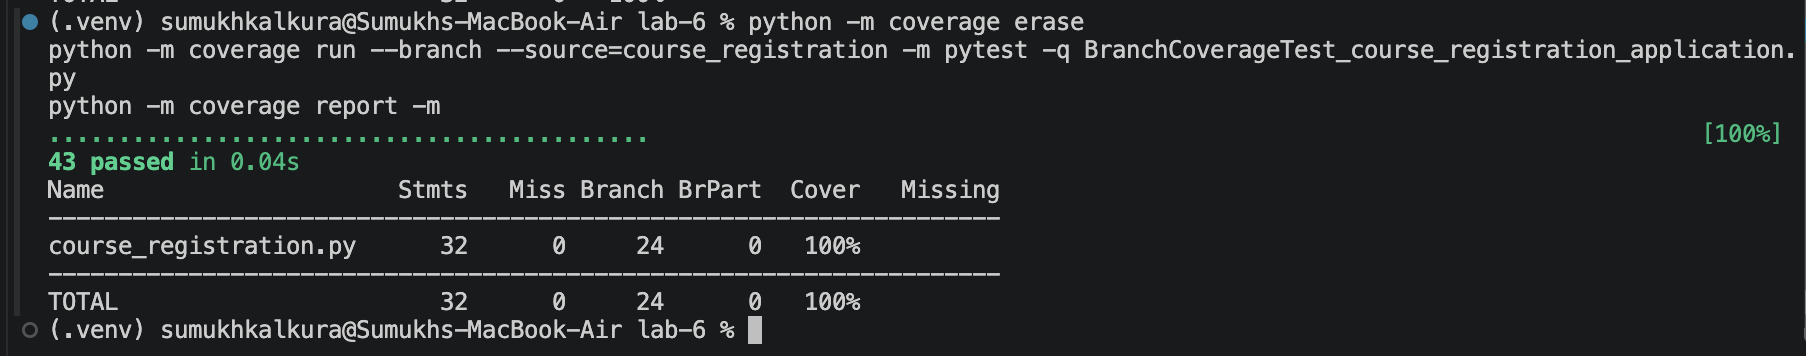 (.venv) sumukhkalkura@Sumukhs-MacBook-Air lab-6 % python -m coverage erase
python -m coverage run --branch --source=course_registration -m pytest -q BranchCoverageTest_course_registration_application.
py
python -m coverage report -m
........................................... [100%]
43 passed in 0.04s
Name Stmts Miss Branch BrPart Cover Missing
--------------------------------------------------------------------
course_registration.py 32 0 24 0 100%
--------------------------------------------------------------------
TOTAL 32 0 24 0 100%
(.venv) sumukhkalkura@Sumukhs-MacBook-Air lab-6 %